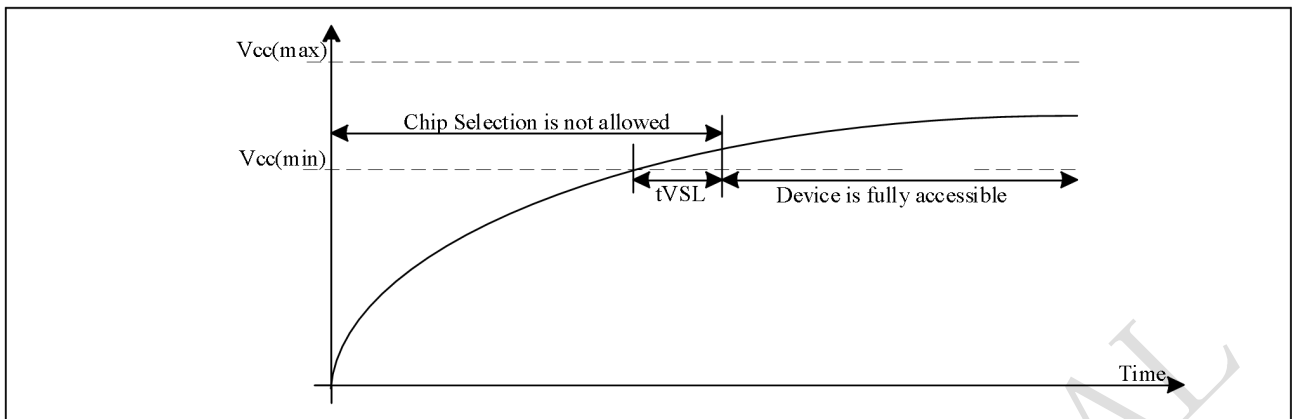 Vcc(max)
Chip Selection is not allowed
Vcc(min)
tVSL
Device is fully accessible
Time